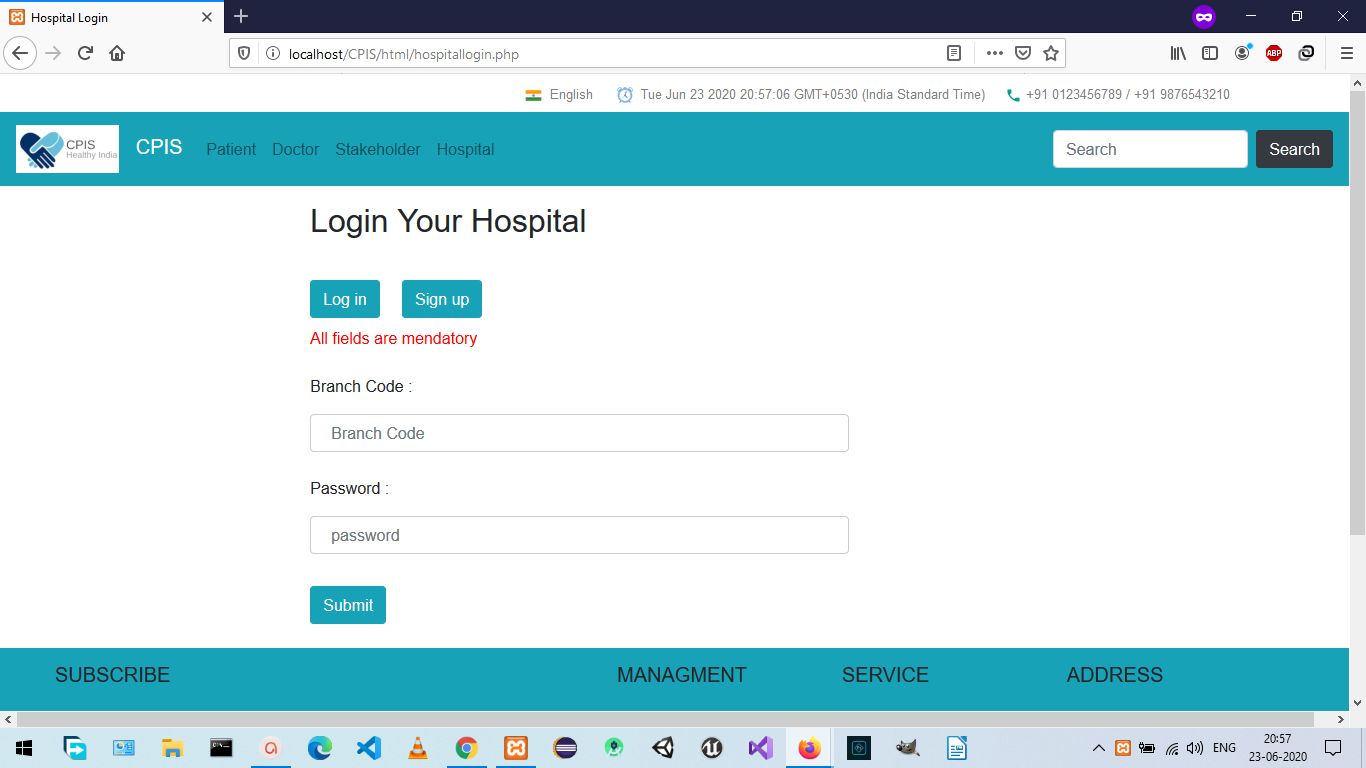 Hospital Login
localhost/CPIS/html/hospitallogin.php
ABP
English Tue Jun 23 2020 20:57:06 GMT+0530 (India Standard Time) +91 0123456789 / +91 9876543210
CPIS
Healthy India
CPIS Patient Doctor Stakeholder Hospital Search Search
Login Your Hospital
Log in Sign up
All fields are mendatory
Branch Code :
Branch Code
Password :
password
Submit
SUBSCRIBE MANAGMENT SERVICE ADDRESS
ENG 20:57
23-06-2020